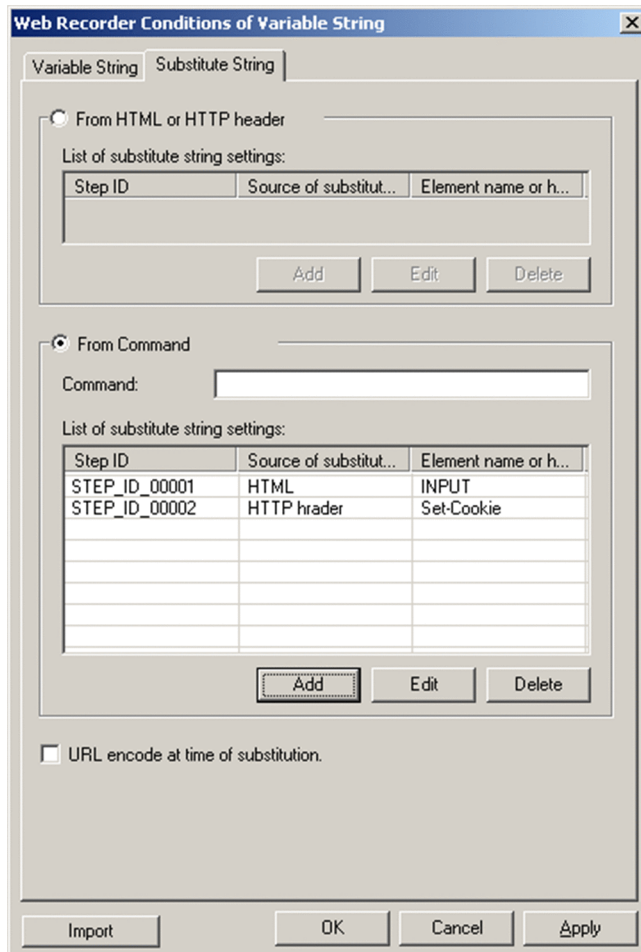 Web Recorder Conditions of Variable String
Variable String Substitute String
From HTML or HTTP header
List of substitute string settings:
Step ID Source of substitut... Element name or h...
Add Edit Delete
From Command
Command:
List of substitute string settings:
Step ID Source of substitut... Element name or h...
STEP_ID_00001 HTML INPUT
STEP_ID_00002 HTTP hrader Set-Cookie
Add Edit Delete
URL encode at time of substitution.
Import OK Cancel Apply